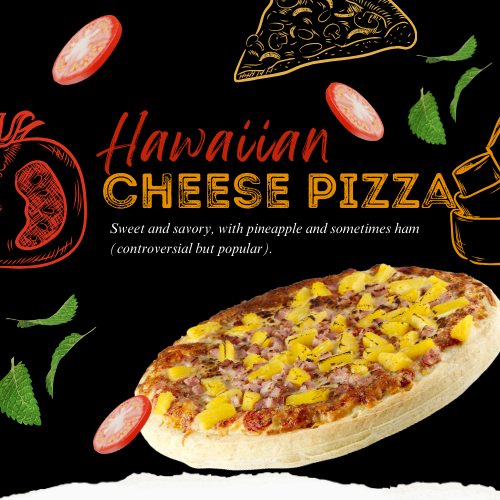 Hawaiian
CHEESE PIZZA
Sweet and savory, with pineapple and sometimes ham
(controversial but popular).